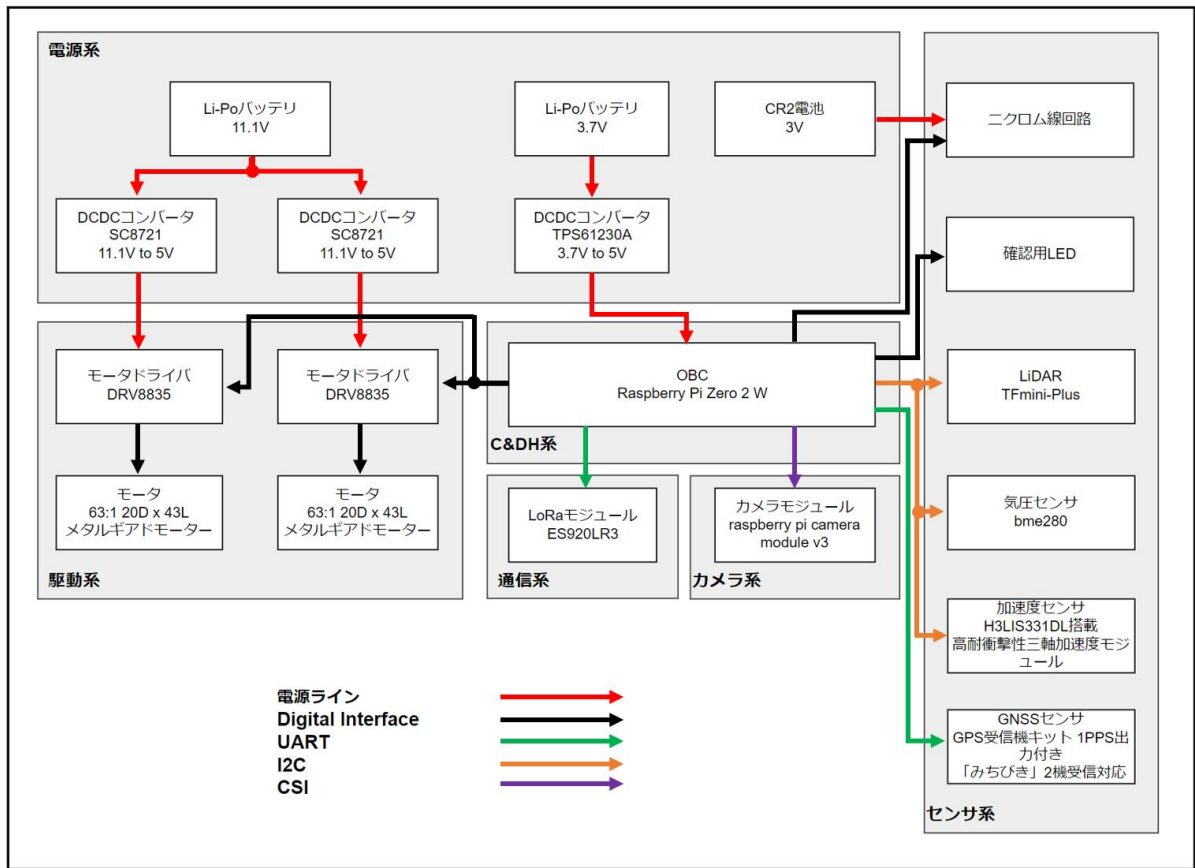 電源系
Li-Poバッテリ
11.1V
Li-Poバッテリ
3.7V
CR2電池
3V
ニクロム線回路
DCDCコンバータ
SC8721
11.1V to 5V
DCDCコンバータ
SC8721
11.1V to 5V
DCDCコンバータ
TPS61230A
3.7V to 5V
確認用LED
モータドライバ
DRV8835
モータドライバ
DRV8835
OBC
Raspberry Pi Zero 2 W
C&DH系
LiDAR
TFmini-Plus
モータ
63:1 20D x 43L
メタルギアドモーター
モータ
63:1 20D x 43L
メタルギアドモーター
駆動系
LoRaモジュール
ES920LR3
通信系
カメラモジュール
raspberry pi camera
module v3
カメラ系
気圧センサ
bme280
加速度センサ
H3LIS331DL搭載
高耐衝撃性三軸加速度モジ
ュール
GNSSセンサ
GPS受信機キット 1PPS出
力付き
「みちびき」2機受信対応
センサ系
電源ライン
Digital Interface
UART
I2C
CSI